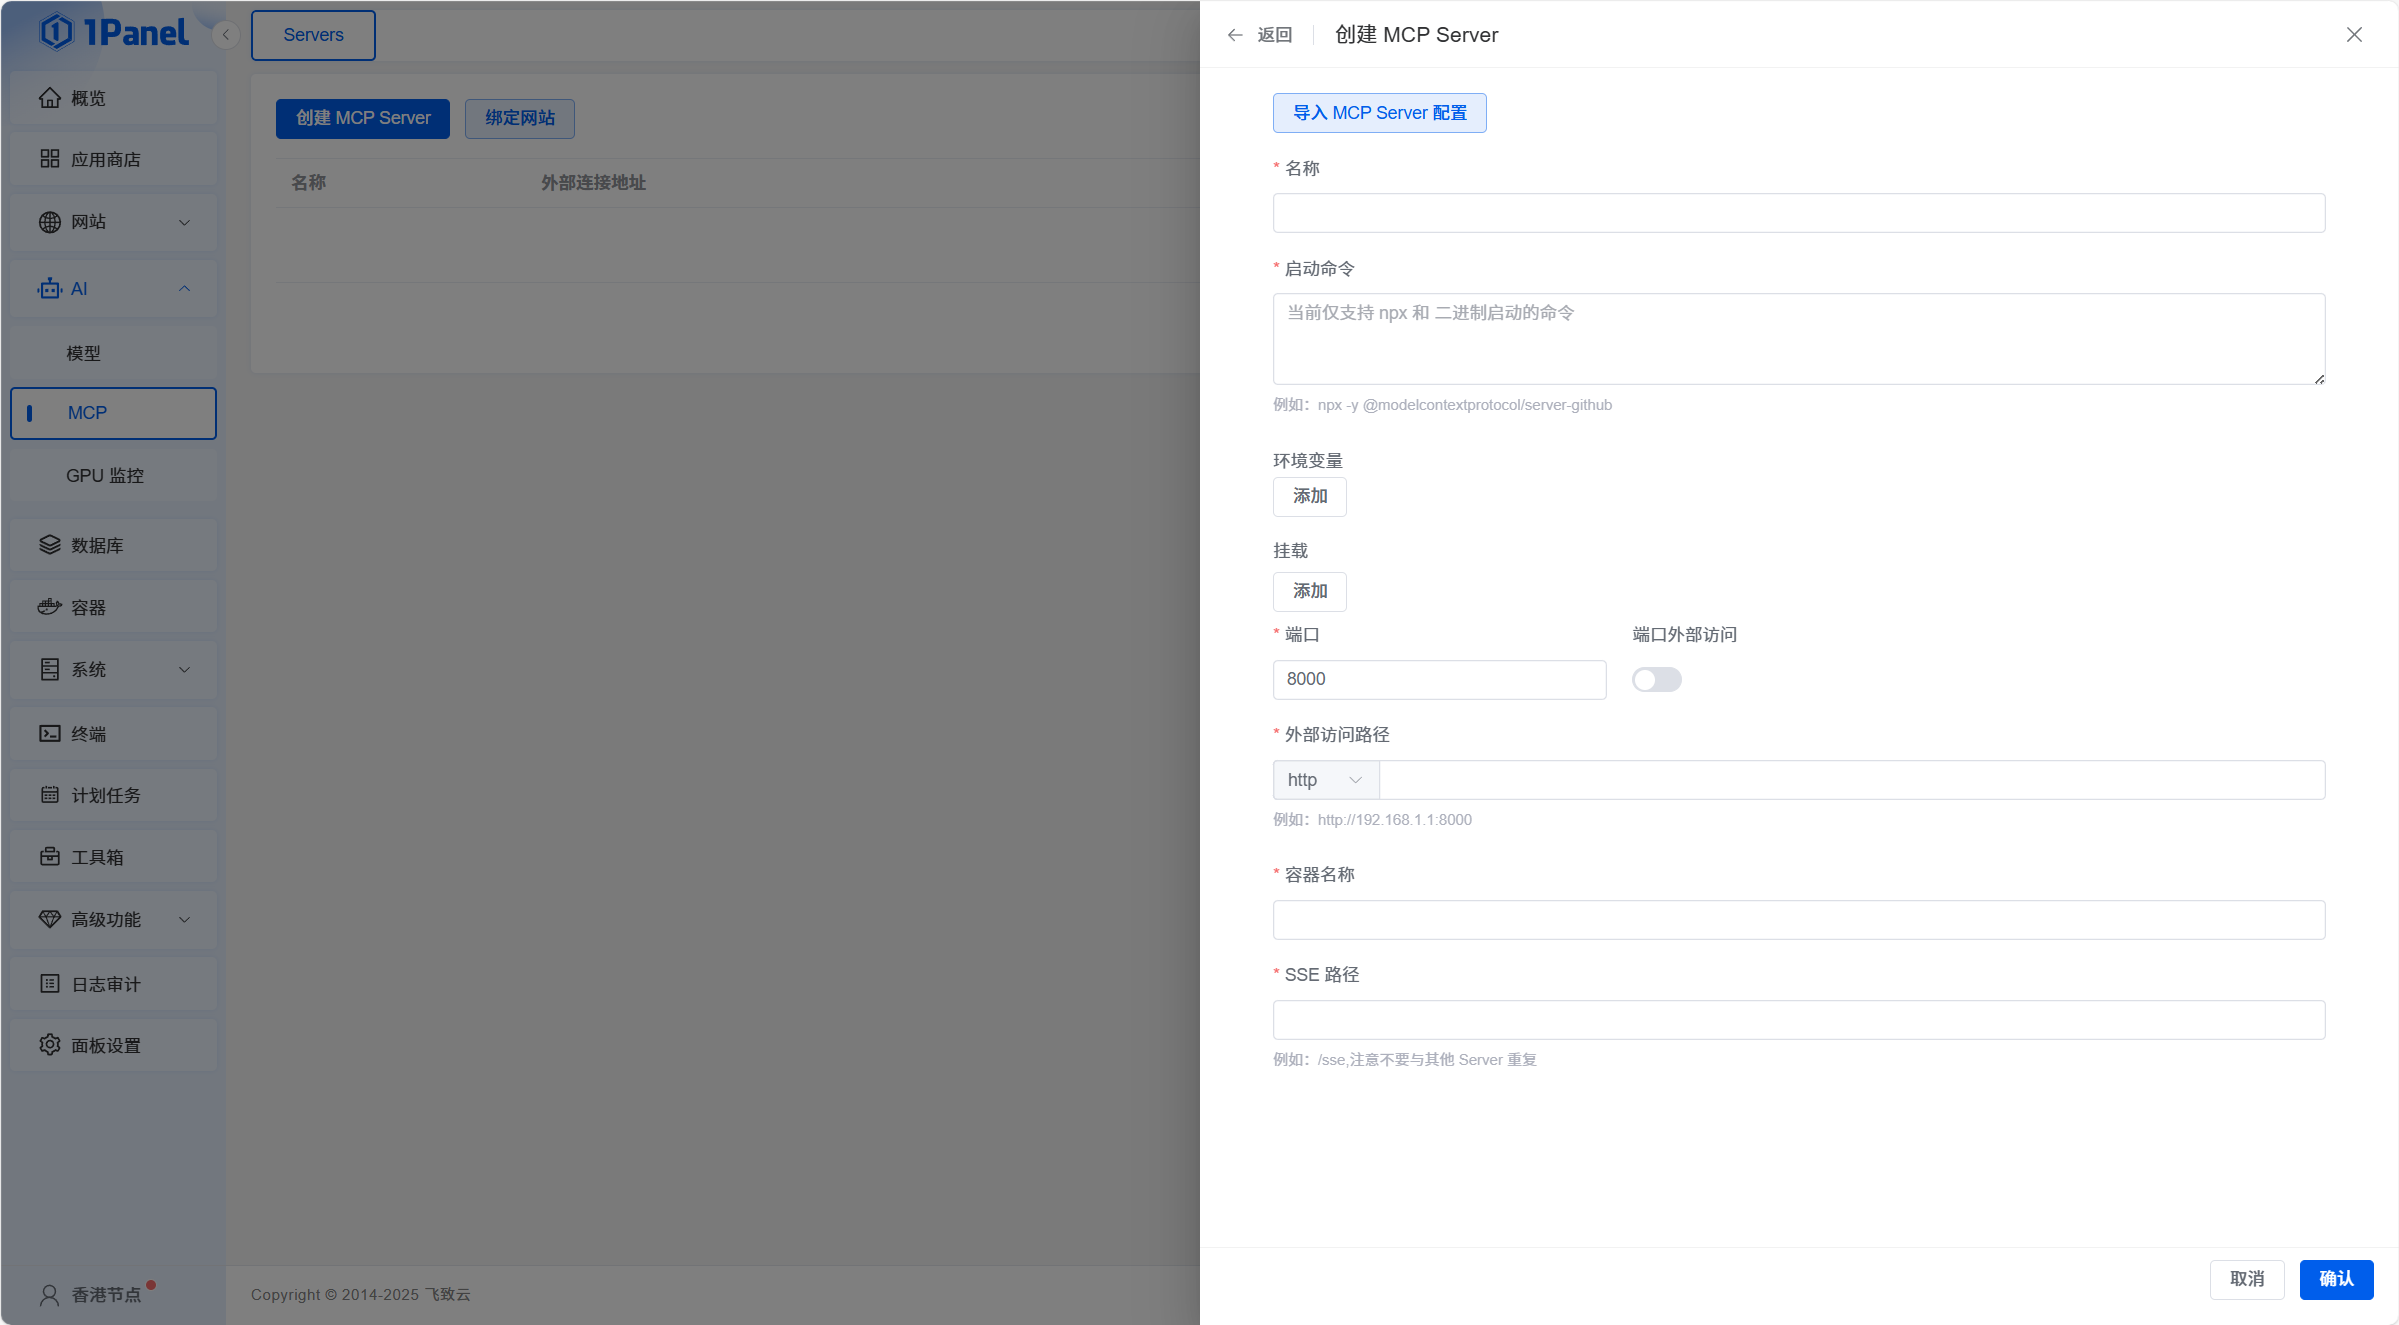 1Panel
概览
应用商店
网站
AI
模型
MCP
GPU 监控
数据库
容器
系统
终端
计划任务
工具箱
高级功能
日志审计
面板设置
香港节点
Servers
创建 MCP Server
绑定网站
名称
外部连接地址
Copyright © 2014-2025 飞致云
返回
创建 MCP Server
导入 MCP Server 配置
* 名称
* 启动命令
当前仅支持 npx 和 二进制启动的命令
例如：npx -y @modelcontextprotocol/server-github
环境变量
添加
挂载
添加
* 端口
端口外部访问
8000
* 外部访问路径
http
例如：http://192.168.1.1:8000
* 容器名称
* SSE 路径
例如：/sse,注意不要与其他 Server 重复
取消
确认